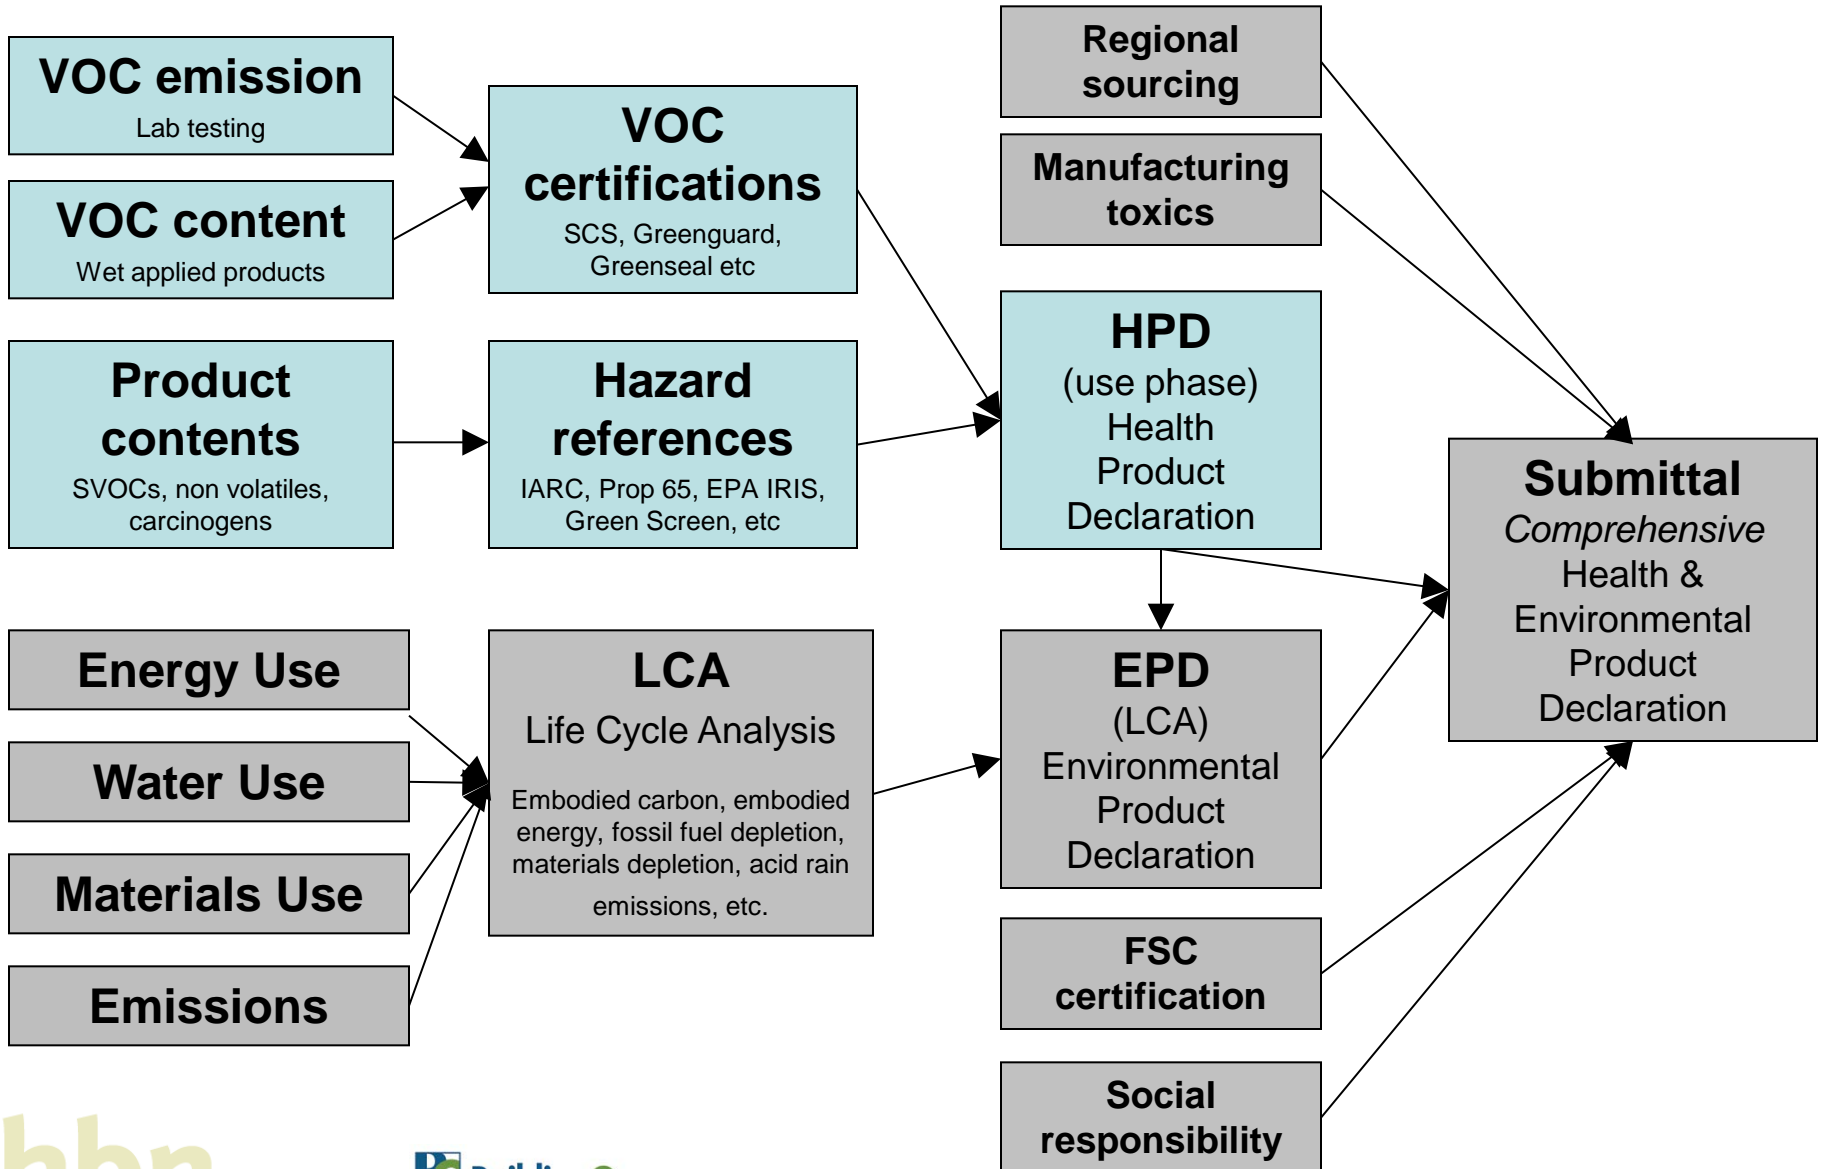 VOC emission
Lab testing
VOC content
Wet applied products
Product
contents
SVOCs, non volatiles,
carcinogens
VOC
certifications
SCS, Greenguard,
Greenseal etc
Hazard
references
IARC, Prop 65, EPA IRIS,
Green Screen, etc
Regional
sourcing
Manufacturing
toxics
HPD
(use phase)
Health
Product
Declaration
Submittal
Comprehensive
Health &
Environmental
Product
Declaration
Energy Use
Water Use
Materials Use
Emissions
LCA
Life Cycle Analysis
Embodied carbon, embodied
energy, fossil fuel depletion,
materials depletion, acid rain
emissions, etc.
EPD
(LCA)
Environmental
Product
Declaration
FSC
certification
Social
responsibility
hbn